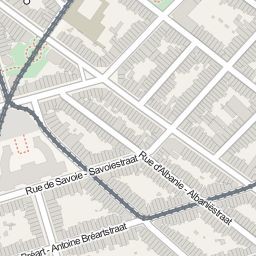 Rue de Savoie - Savoiestraat
Rue d'Albanie - Albaniëstraat
Bréart - Antoine Bréartstraat